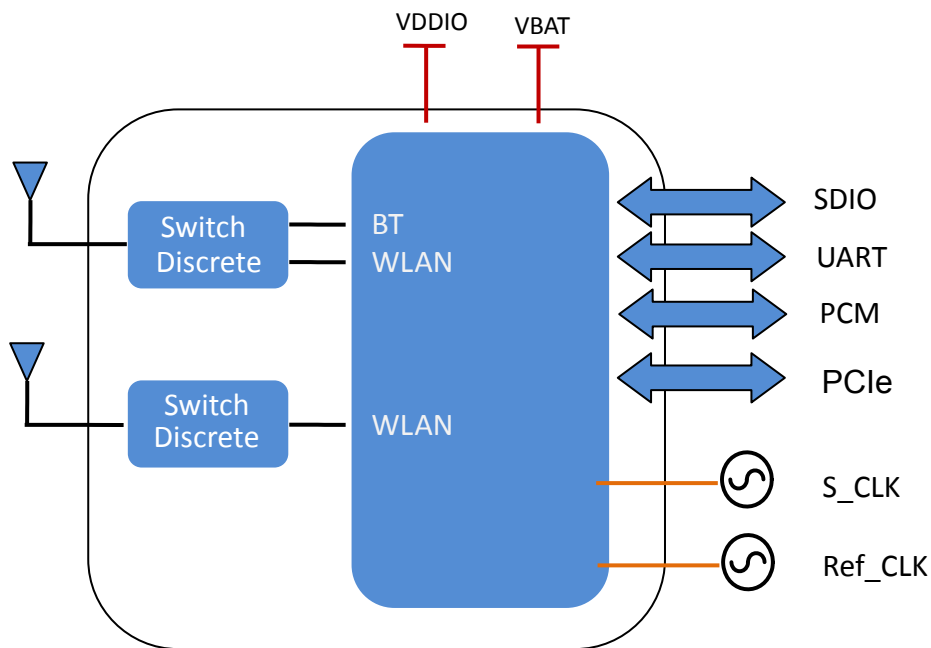 VDDIO
VBAT
Switch
Discrete
BT
WLAN
SDIO
UART
PCM
PCIe
Switch
Discrete
WLAN
S_CLK
Ref_CLK